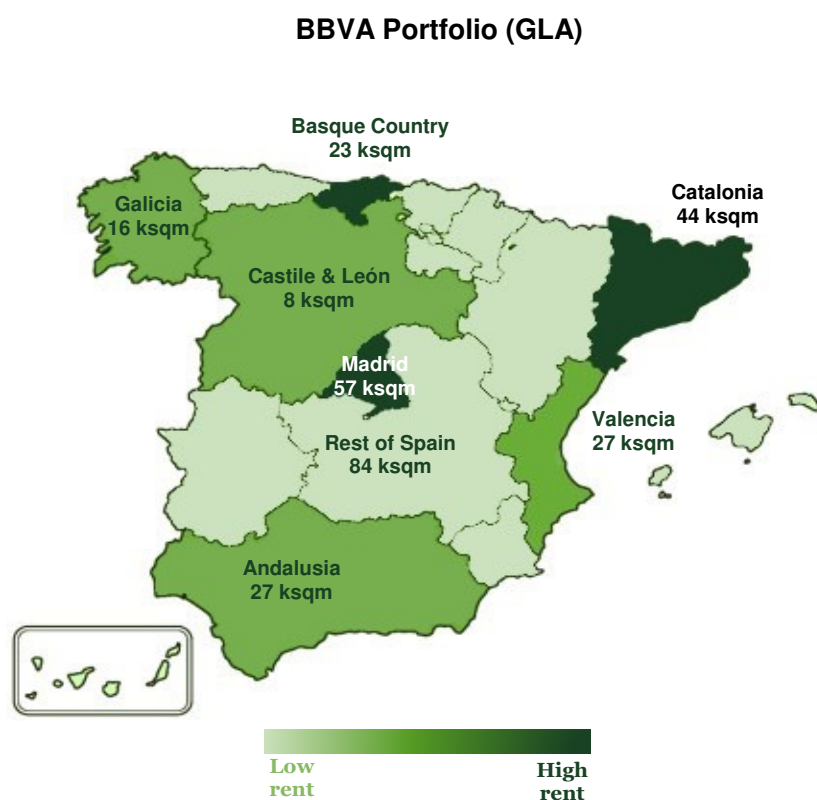 BBVA Portfolio (GLA)
Basque Country
23 ksqm
Catalonia
44 ksqm
Galicia
16 ksqm
Castile & León
8 ksqm
Madrid
57 ksqm
Valencia
27 ksqm
Rest of Spain
84 ksqm
Andalusia
27 ksqm
Low
rent
High
rent